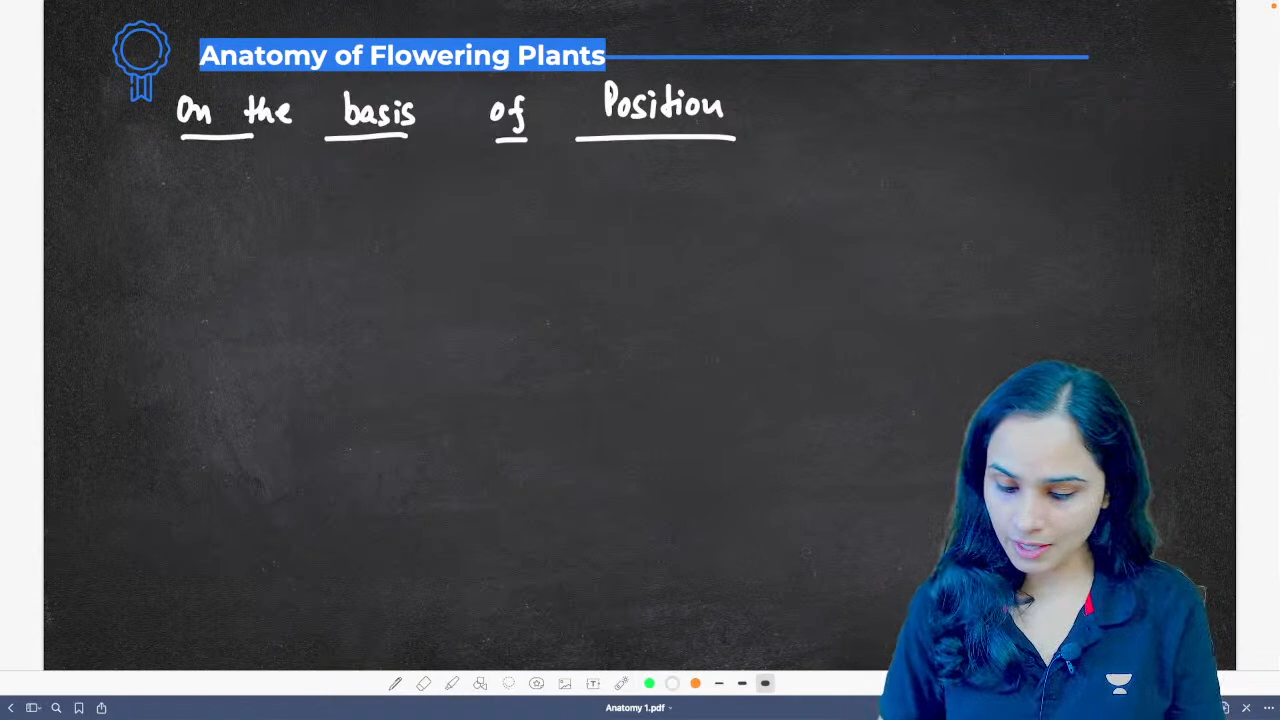 Anatomy of Flowering Plants
On the basis of Position
Anatomy 1.pdf